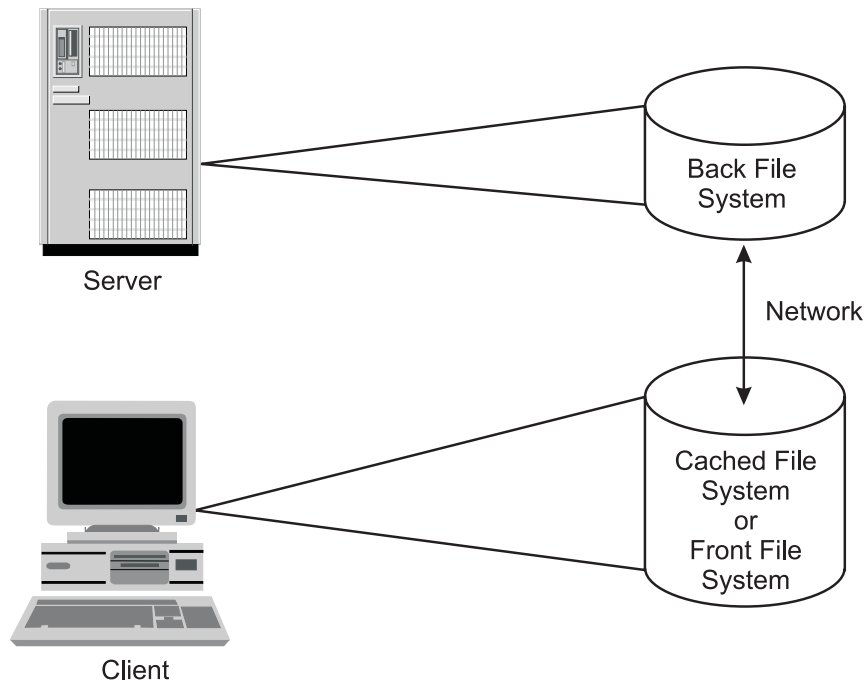 Back File
System
Server
Network
Cached File
System
or
Front File
System
Client